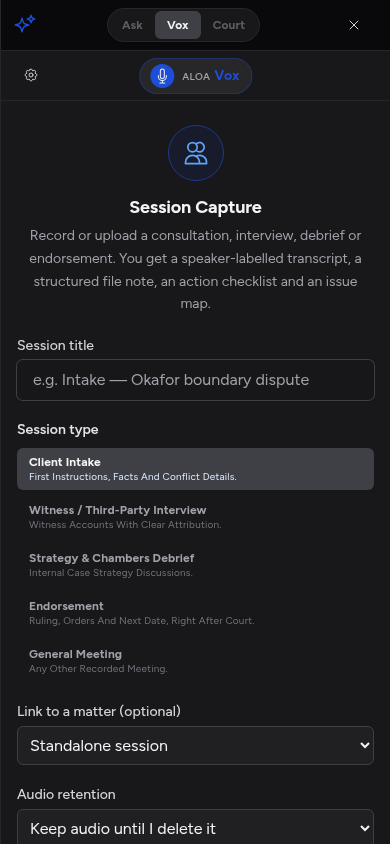 Ask
Vox
Court
ALOA Vox
Session Capture
Record or upload a consultation, interview, debrief or
endorsement. You get a speaker-labelled transcript, a
structured file note, an action checklist and an issue
map.
Session title
e.g. Intake — Okafor boundary dispute
Session type
Client Intake
First Instructions, Facts And Conflict Details.
Witness / Third-Party Interview
Witness Accounts With Clear Attribution.
Strategy & Chambers Debrief
Internal Case Strategy Discussions.
Endorsement
Ruling, Orders And Next Date, Right After Court.
General Meeting
Any Other Recorded Meeting.
Link to a matter (optional)
Standalone session
Audio retention
Keep audio until I delete it